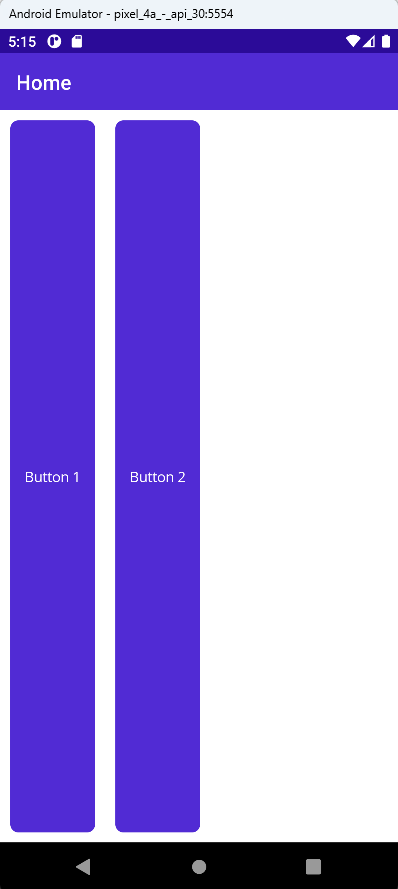 Android Emulator - pixel_4a_-_api_30:5554
5:15
Home
Button 1
Button 2